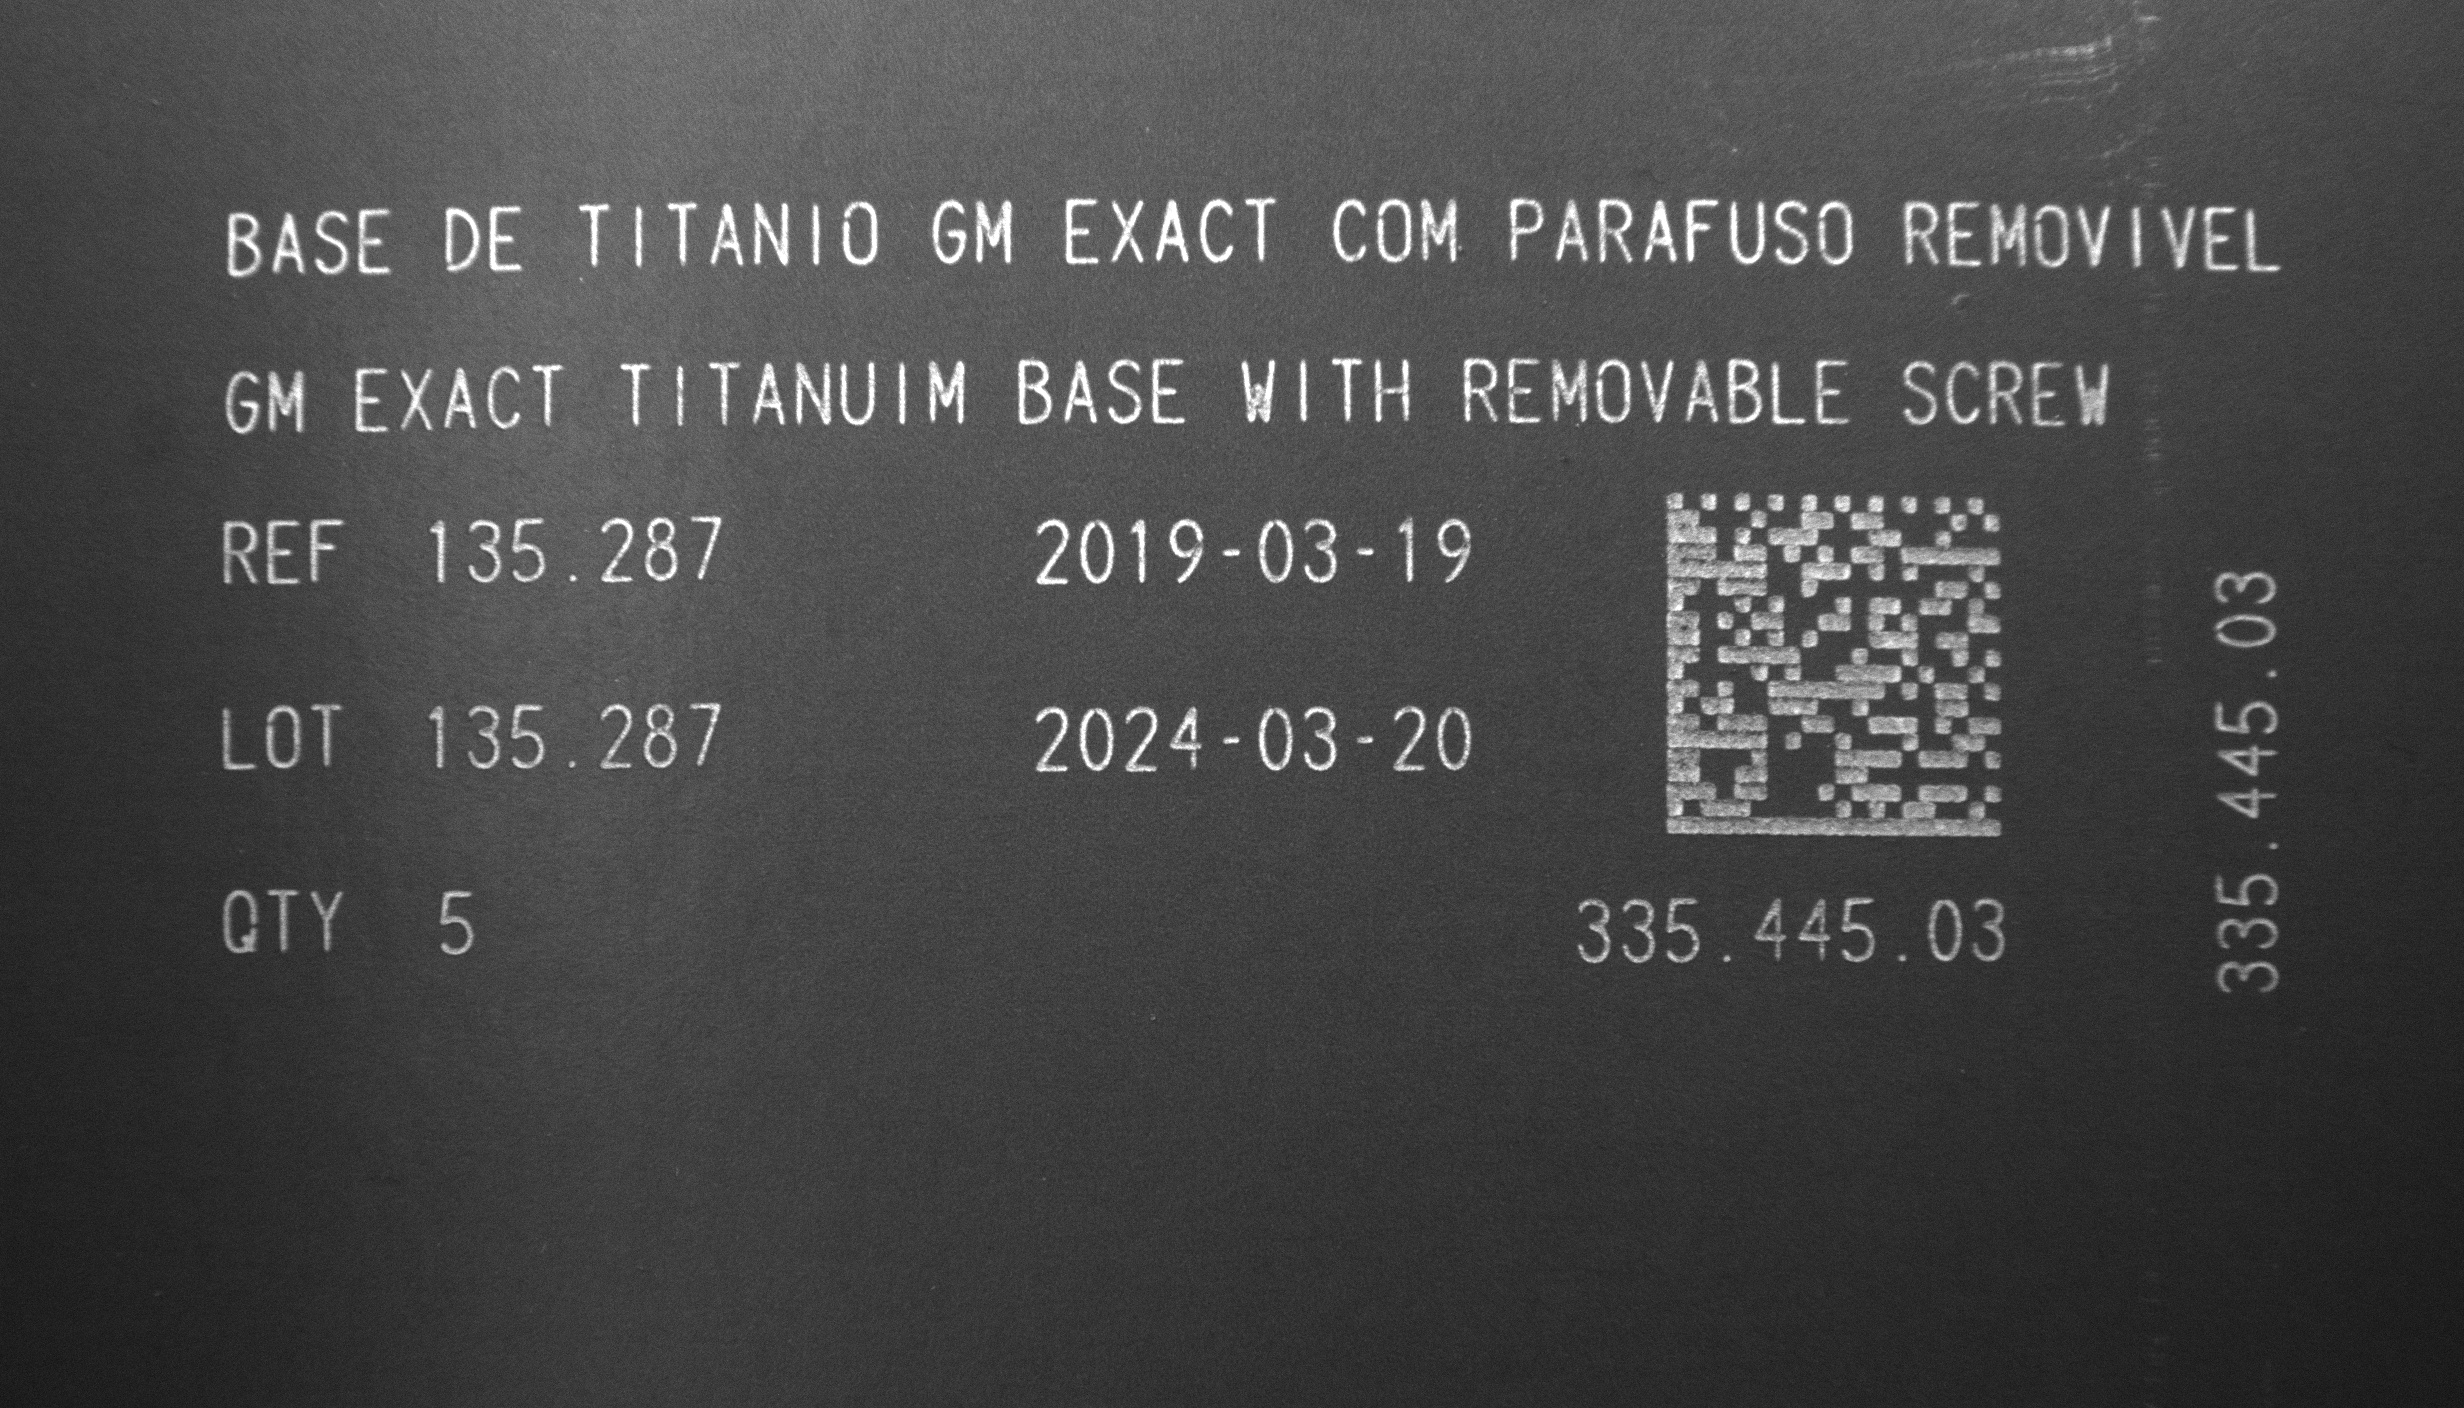 BASE DE TITANIO GM EXACT COM PARAFUSO REMOVIVEL
GM EXACT TITANUIM BASE WITH REMOVABLE SCREW
REF 135.287 2019-03-19
LOT 135.287 2024-03-20
QTY 5
335.445.03
335.445.03